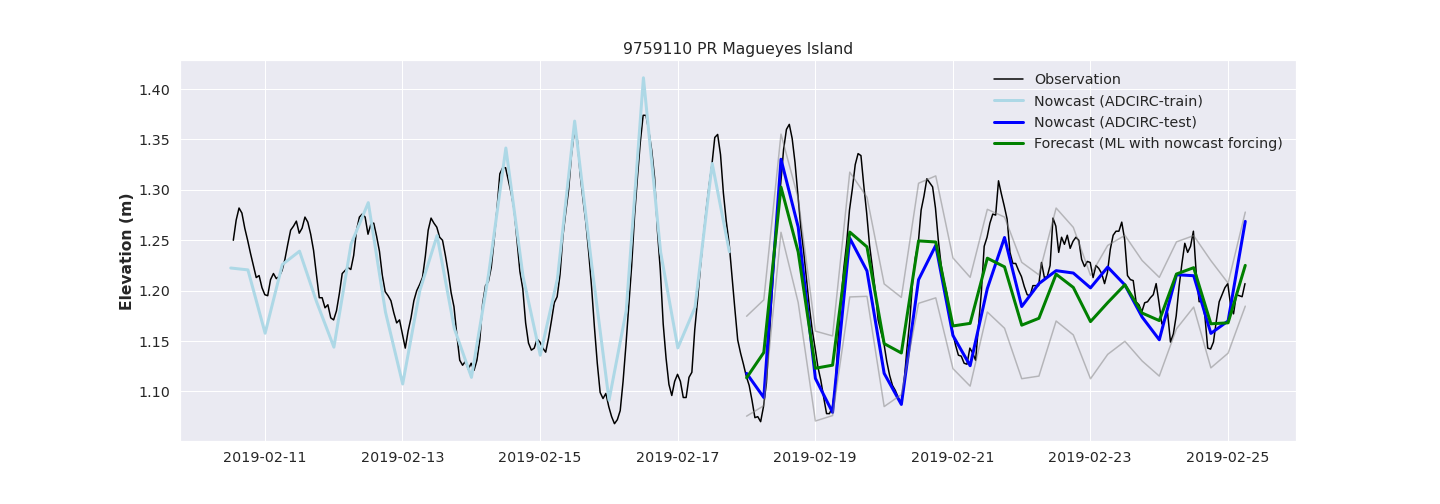 9759110 PR Magueyes Island
Observation
Nowcast (ADCIRC-train)
Nowcast (ADCIRC-test)
Forecast (ML with nowcast forcing)
Elevation (m)
1.40
1.35
1.30
1.25
1.20
1.15
1.10
2019-02-11 2019-02-13 2019-02-15 2019-02-17 2019-02-19 2019-02-21 2019-02-23 2019-02-25